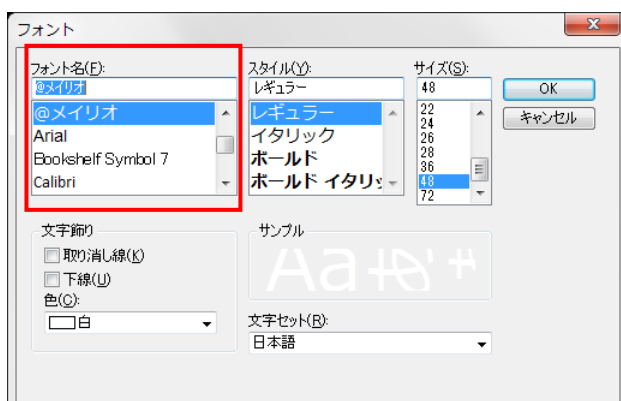 フォント
フォント名(F):
@メイリオ
@メイリオ
Arial
Bookshelf Symbol 7
Calibri
スタイル(Y):
レギュラー
レギュラー
イタリック
ボールド
ボールド イタリッ
サイズ(S):
48
22
24
26
28
36
48
72
OK
キャンセル
文字飾り
取り消し線(K)
下線(U)
色(C):
白
サンプル
Aaあァ
文字セット(R):
日本語